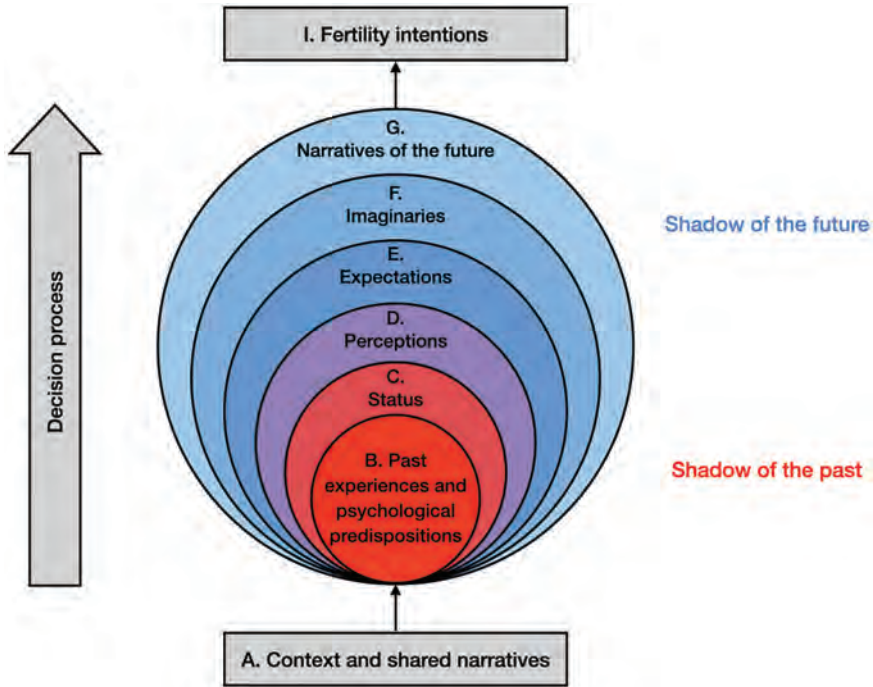 I. Fertility intentions
G.
Narratives of the future
F.
Imaginaries
Shadow of the future
E.
Expectations
D.
Perceptions
C.
Status
Decision process
B. Past
experiences and
psychological
predispositions
Shadow of the past
A. Context and shared narratives